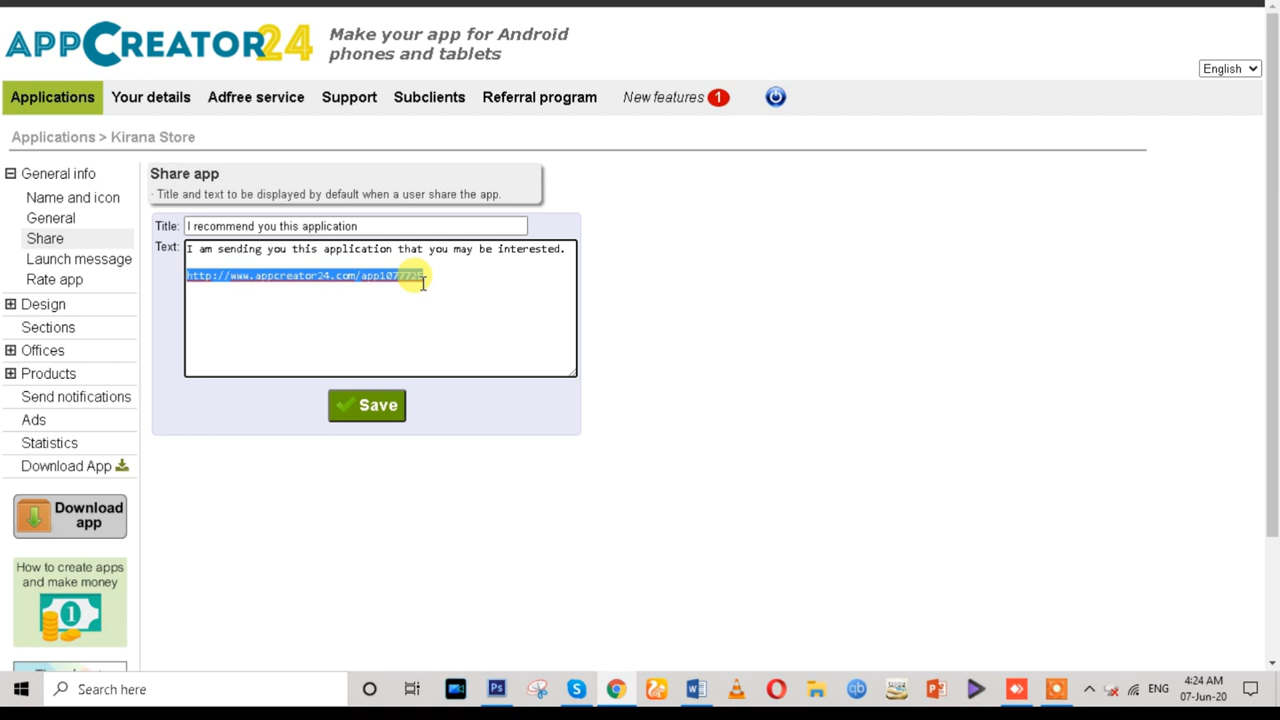 APPCREATOR24
Make your app for Android
phones and tablets
English
Applications
Your details
Adfree service
Support
Subclients
Referral program
New features 1
Applications > Kirana Store
General info
Name and icon
General
Share
Launch message
Rate app
Design
Sections
Offices
Products
Send notifications
Ads
Statistics
Download App
Download
app
How to create apps
and make money
1
Share app
· Title and text to be displayed by default when a user share the app.
Title: I recommend you this application
Text: I am sending you this application that you may be interested.
http://www.appcreator24.com/app1077725
Save
Search here
ENG
4:24 AM
07-Jun-20